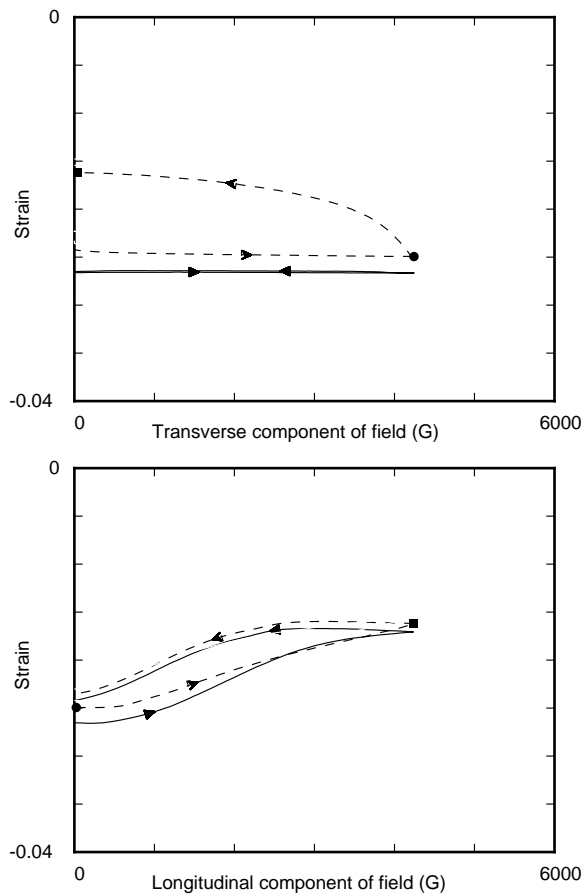 0
Strain
-0.04
0 6000
Transverse component of field (G)
0
Strain
-0.04
0 6000
Longitudinal component of field (G)